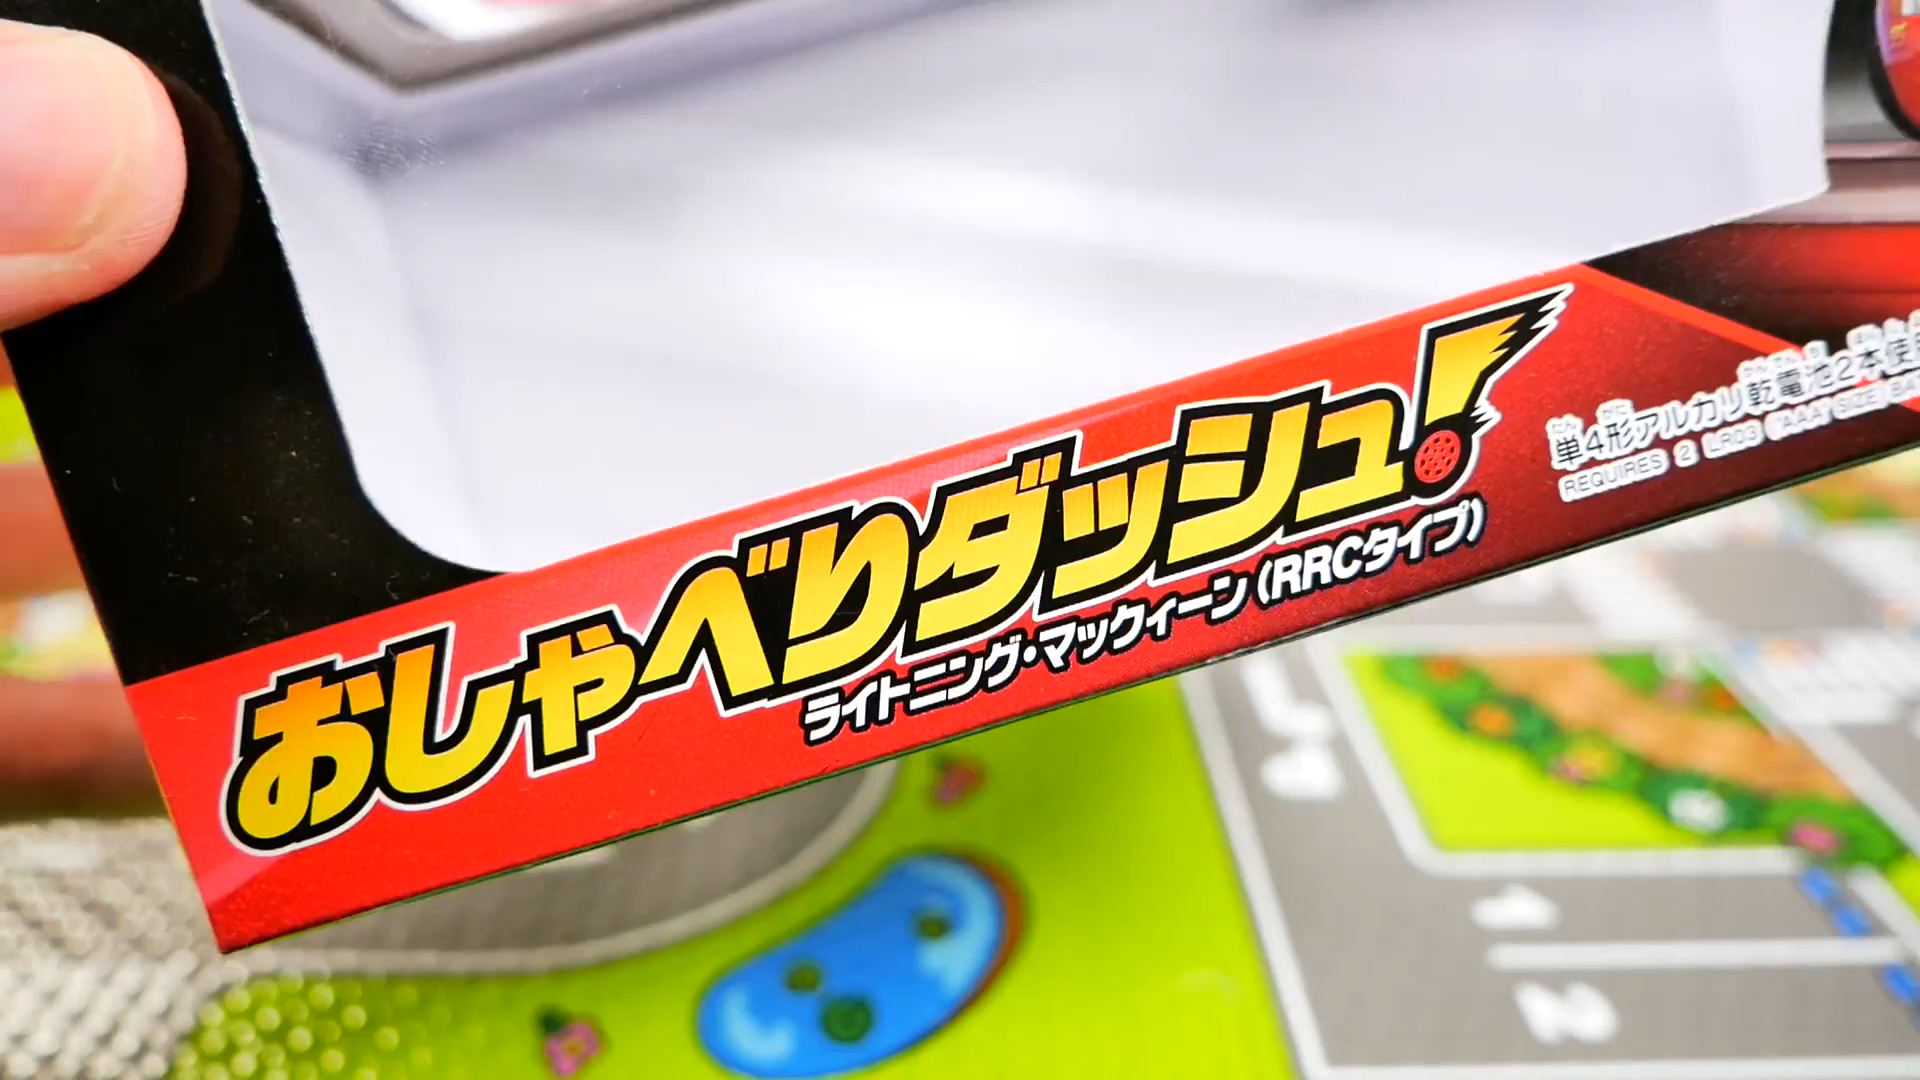 おしゃべりダッシュ!
ライトニング・マックィーン(RRCタイプ)
単4形アルカリ乾電池2本使
REQUIRES 2 LR03 ("AAA" SIZE)
1
2